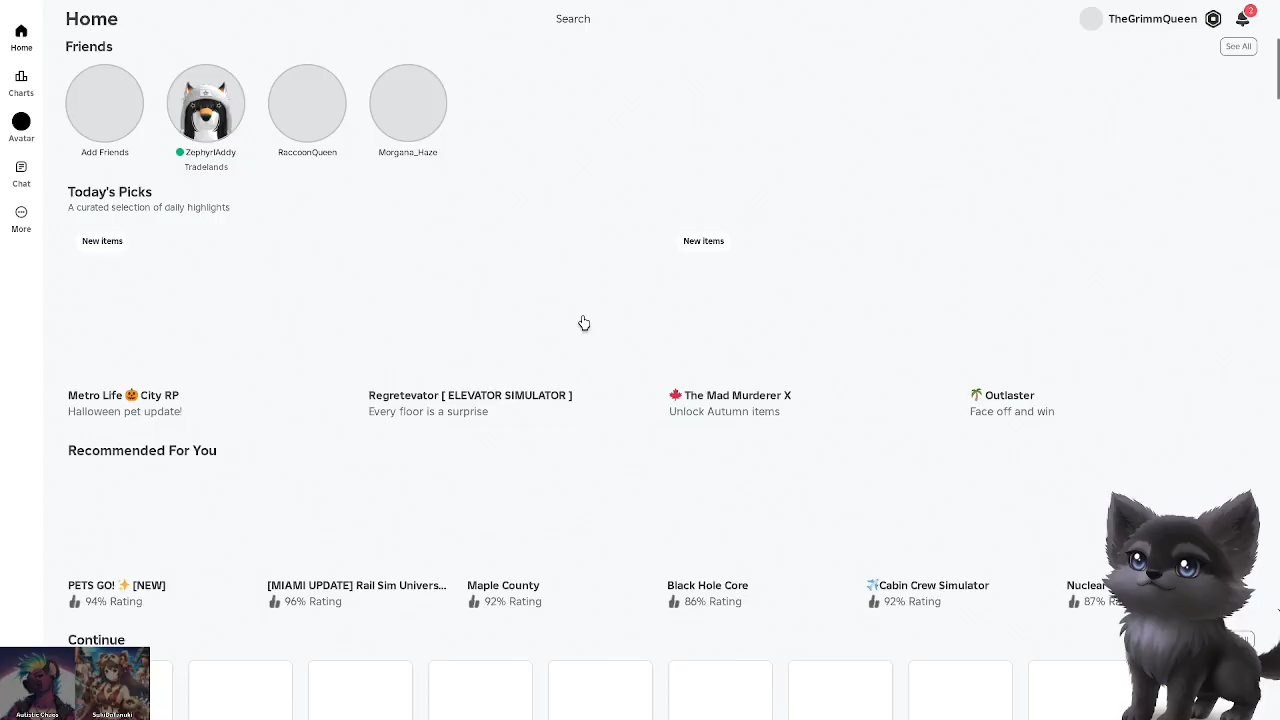 Home
Search
TheGrimmQueen
2
Home
Charts
Avatar
Chat
More
Friends
See All
Add Friends
ZephyrlAddy
Tradelands
RaccoonQueen
Morgana_Haze
Today's Picks
A curated selection of daily highlights
New items
New items
Metro Life 🎃 City RP
Halloween pet update!
Regretevator [ ELEVATOR SIMULATOR ]
Every floor is a surprise
🍁 The Mad Murderer X
Unlock Autumn items
🌴 Outlaster
Face off and win
Recommended For You
PETS GO! ✨ [NEW]
94% Rating
[MIAMI UPDATE] Rail Sim Univers...
96% Rating
Maple County
92% Rating
Black Hole Core
86% Rating
✈️Cabin Crew Simulator
92% Rating
Nuclear
87% Ra
Continue
Autistic Chaos
SukiDaTanuki